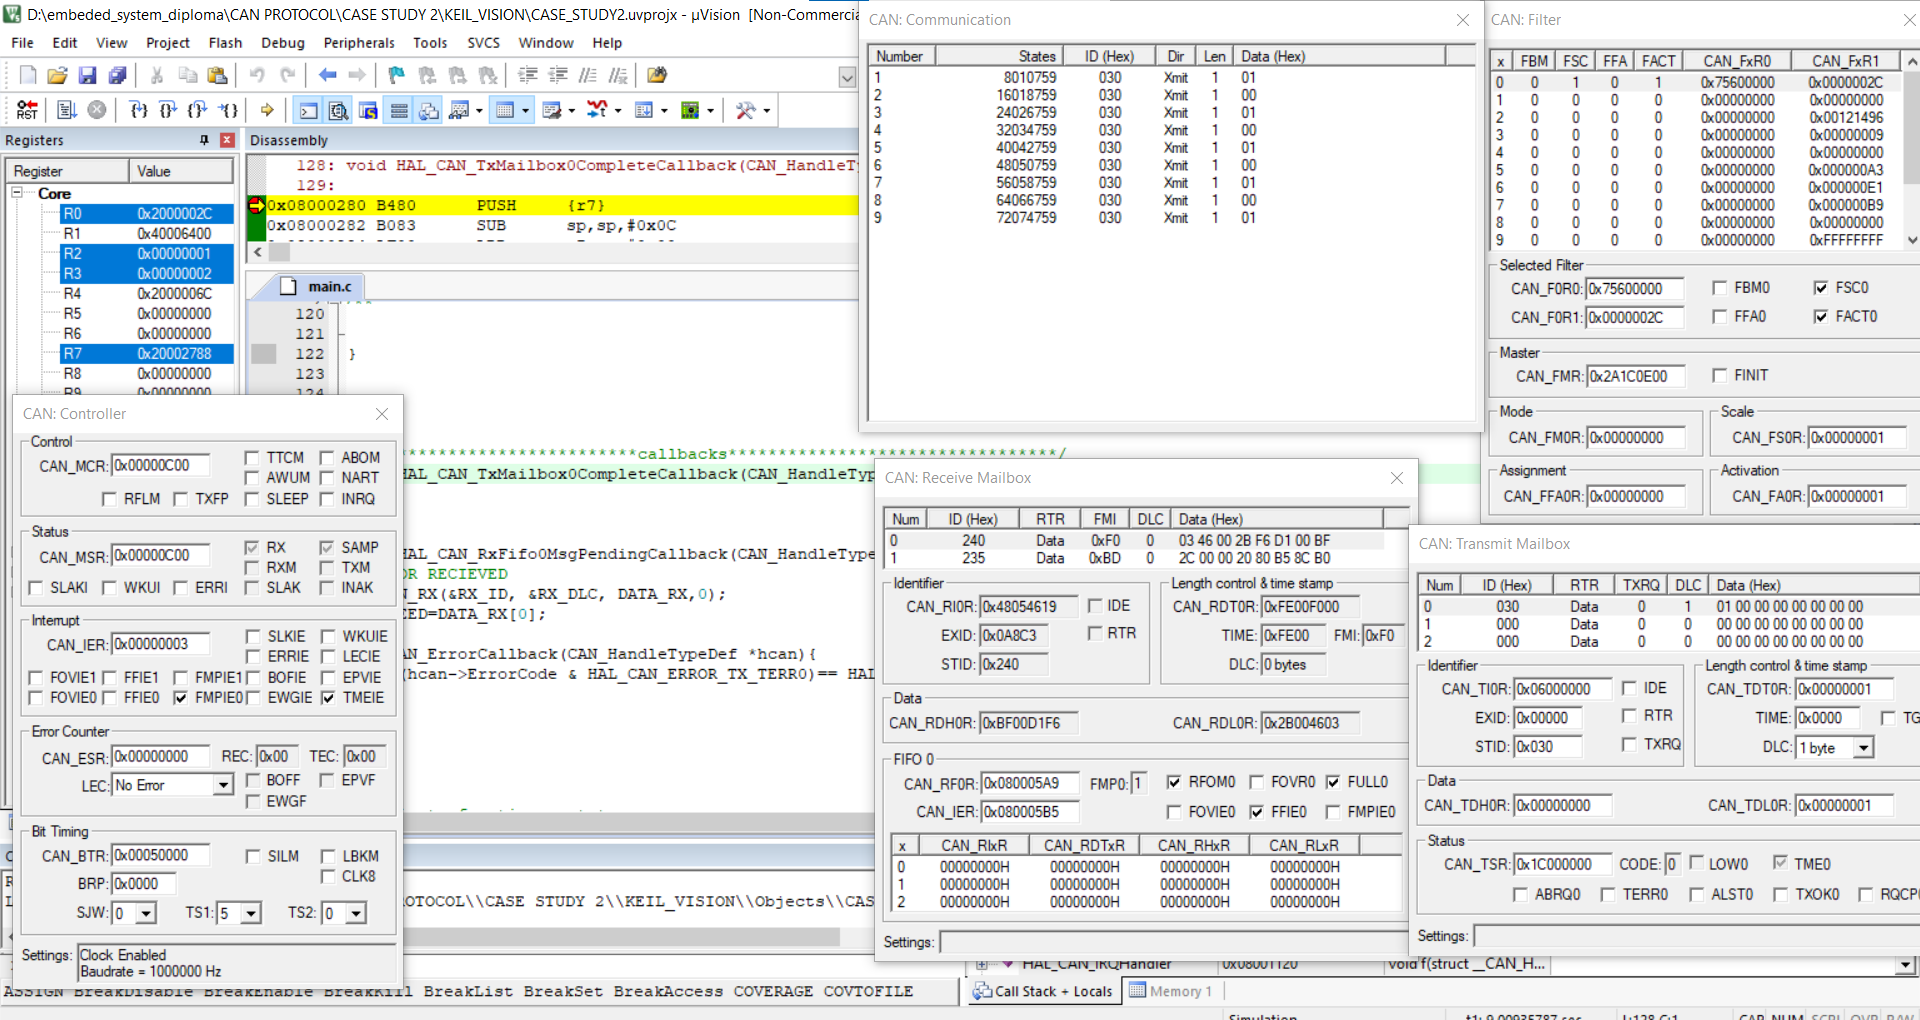 D:\embeded_system_diploma\CAN PROTOCOL\CASE STUDY 2\KEIL_VISION\CASE_STUDY2.uvprojx - µVision [Non-Commercia
File Edit View Project Flash Debug Peripherals Tools SVCS Window Help
RST
Registers
Register Value
Core
R0 0x2000002C
R1 0x40006400
R2 0x00000001
R3 0x00000002
R4 0x2000006C
R5 0x00000000
R6 0x00000000
R7 0x20002788
R8 0x00000000
R9 0x00000000
Disassembly
128: void HAL_CAN_TxMailbox0CompleteCallback(CAN_HandleTy
129:
0x08000280 B480 PUSH {r7}
0x08000282 B083 SUB sp,sp,#0x0C
main.c
120
121
122 }
123
124
*************************callbacks*********************************/
HAL_CAN_TxMailbox0CompleteCallback(CAN_HandleTyp
HAL_CAN_RxFifo0MsgPendingCallback(CAN_HandleType
OR RECIEVED
N_RX(&RX_ID, &RX_DLC, DATA_RX,0);
CED=DATA_RX[0];
AN_ErrorCallback(CAN_HandleTypeDef *hcan){
(hcan->ErrorCode & HAL_CAN_ERROR_TX_TERR0)== HAL
CAN: Communication
Number States ID (Hex) Dir Len Data (Hex)
1 8010759 030 Xmit 1 01
2 16018759 030 Xmit 1 00
3 24026759 030 Xmit 1 01
4 32034759 030 Xmit 1 00
5 40042759 030 Xmit 1 01
6 48050759 030 Xmit 1 00
7 56058759 030 Xmit 1 01
8 64066759 030 Xmit 1 00
9 72074759 030 Xmit 1 01
CAN: Filter
x FBM FSC FFA FACT CAN_FxR0 CAN_FxR1
0 0 1 0 1 0x75600000 0x0000002C
1 0 0 0 0 0x00000000 0x00000000
2 0 0 0 0 0x00000000 0x00121496
3 0 0 0 0 0x00000000 0x00000009
4 0 0 0 0 0x00000000 0x00000000
5 0 0 0 0 0x00000000 0x000000A3
6 0 0 0 0 0x00000000 0x000000E1
7 0 0 0 0 0x00000000 0x000000B9
8 0 0 0 0 0x00000000 0x00000000
9 0 0 0 0 0x00000000 0xFFFFFFFF
Selected Filter
CAN_F0R0: 0x75600000 FBM0 FSC0
CAN_F0R1: 0x0000002C FFA0 FACT0
Master
CAN_FMR: 0x2A1C0E00 FINIT
Mode Scale
CAN_FM0R: 0x00000000 CAN_FS0R: 0x00000001
Assignment Activation
CAN_FFA0R: 0x00000000 CAN_FA0R: 0x00000001
CAN: Controller
Control
CAN_MCR: 0x00000C00 TTCM ABOM
AWUM NART
RFLM TXFP SLEEP INRQ
Status
CAN_MSR: 0x00000C00 RX SAMP
RXM TXM
SLAKI WKUI ERRI SLAK INAK
Interrupt
CAN_IER: 0x00000003 SLKIE WKUIE
ERRIE LECIE
FOVIE1 FFIE1 FMPIE1 BOFIE EPVIE
FOVIE0 FFIE0 FMPIE0 EWGIE TMEIE
Error Counter
CAN_ESR: 0x00000000 REC: 0x00 TEC: 0x00
LEC: No Error BOFF EPVF
EWGF
Bit Timing
CAN_BTR: 0x00050000 SILM LBKM
BRP: 0x0000 CLK8
SJW: 0 TS1: 5 TS2: 0
Settings: Clock Enabled
Baudrate = 1000000 Hz
CAN: Receive Mailbox
Num ID (Hex) RTR FMI DLC Data (Hex)
0 240 Data 0xF0 0 03 46 00 2B F6 D1 00 BF
1 235 Data 0xBD 0 2C 00 00 20 80 B5 8C B0
Identifier Length control & time stamp
CAN_RI0R: 0x48054619 IDE CAN_RDT0R: 0xFE00F000
EXID: 0x0A8C3 RTR TIME: 0xFE00 FMI: 0xF0
STID: 0x240 DLC: 0 bytes
Data
CAN_RDH0R: 0xBF00D1F6 CAN_RDL0R: 0x2B004603
FIFO 0
CAN_RF0R: 0x080005A9 FMP0: 1 RFOM0 FOVR0 FULL0
CAN_IER: 0x080005B5 FOVIE0 FFIE0 FMPIE0
x CAN_RIxR CAN_RDTxR CAN_RHxR CAN_RLxR
0 00000000H 00000000H 00000000H 00000000H
1 00000000H 00000000H 00000000H 00000000H
2 00000000H 00000000H 00000000H 00000000H
Settings:
CAN: Transmit Mailbox
Num ID (Hex) RTR TXRQ DLC Data (Hex)
0 030 Data 0 1 01 00 00 00 00 00 00 00
1 000 Data 0 0 00 00 00 00 00 00 00 00
2 000 Data 0 0 00 00 00 00 00 00 00 00
Identifier Length control & time stamp
CAN_TI0R: 0x06000000 IDE CAN_TDT0R: 0x00000001
EXID: 0x00000 RTR TIME: 0x0000 TG
STID: 0x030 TXRQ DLC: 1 byte
Data
CAN_TDH0R: 0x00000000 CAN_TDL0R: 0x00000001
Status
CAN_TSR: 0x1C000000 CODE: 0 LOW0 TME0
ABRQ0 TERR0 ALST0 TXOK0 RQCP
Settings:
OTOCOL\\CASE STUDY 2\\KEIL_VISION\\Objects\\CAS
ASSIGN BreakDisable BreakEnable BreakKill BreakList BreakSet BreakAccess COVERAGE COVTOFILE
HAL_CAN_IRQHandler 0x08001120 void f(struct __CAN_H...
Call Stack + Locals Memory 1
Simulation t1: 9.00935787 sec L:128 C:1 CAP NUM SCRL OVR R/W